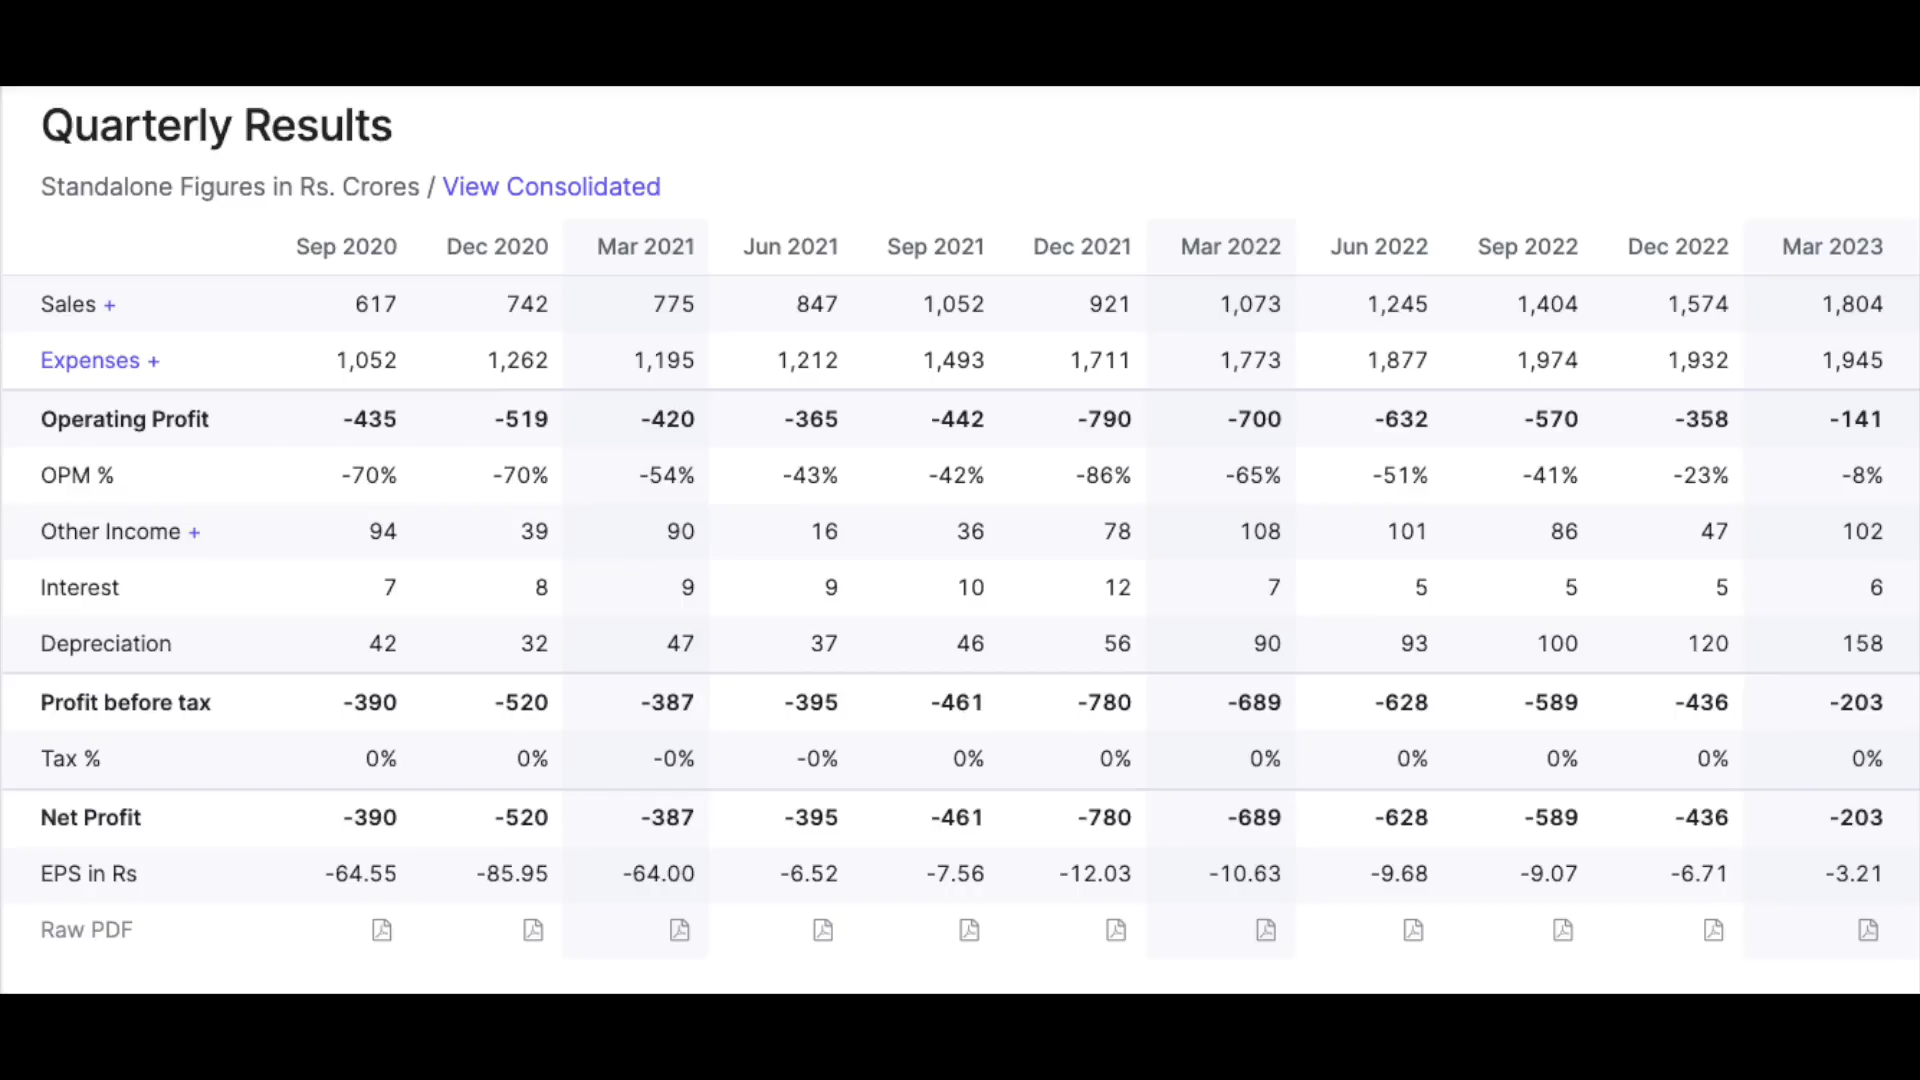 Quarterly Results
Standalone Figures in Rs. Crores / View Consolidated
Sep 2020 Dec 2020 Mar 2021 Jun 2021 Sep 2021 Dec 2021 Mar 2022 Jun 2022 Sep 2022 Dec 2022 Mar 2023
Sales + 617 742 775 847 1,052 921 1,073 1,245 1,404 1,574 1,804
Expenses + 1,052 1,262 1,195 1,212 1,493 1,711 1,773 1,877 1,974 1,932 1,945
Operating Profit -435 -519 -420 -365 -442 -790 -700 -632 -570 -358 -141
OPM % -70% -70% -54% -43% -42% -86% -65% -51% -41% -23% -8%
Other Income + 94 39 90 16 36 78 108 101 86 47 102
Interest 7 8 9 9 10 12 7 5 5 5 6
Depreciation 42 32 47 37 46 56 90 93 100 120 158
Profit before tax -390 -520 -387 -395 -461 -780 -689 -628 -589 -436 -203
Tax % 0% 0% -0% -0% 0% 0% 0% 0% 0% 0% 0%
Net Profit -390 -520 -387 -395 -461 -780 -689 -628 -589 -436 -203
EPS in Rs -64.55 -85.95 -64.00 -6.52 -7.56 -12.03 -10.63 -9.68 -9.07 -6.71 -3.21
Raw PDF